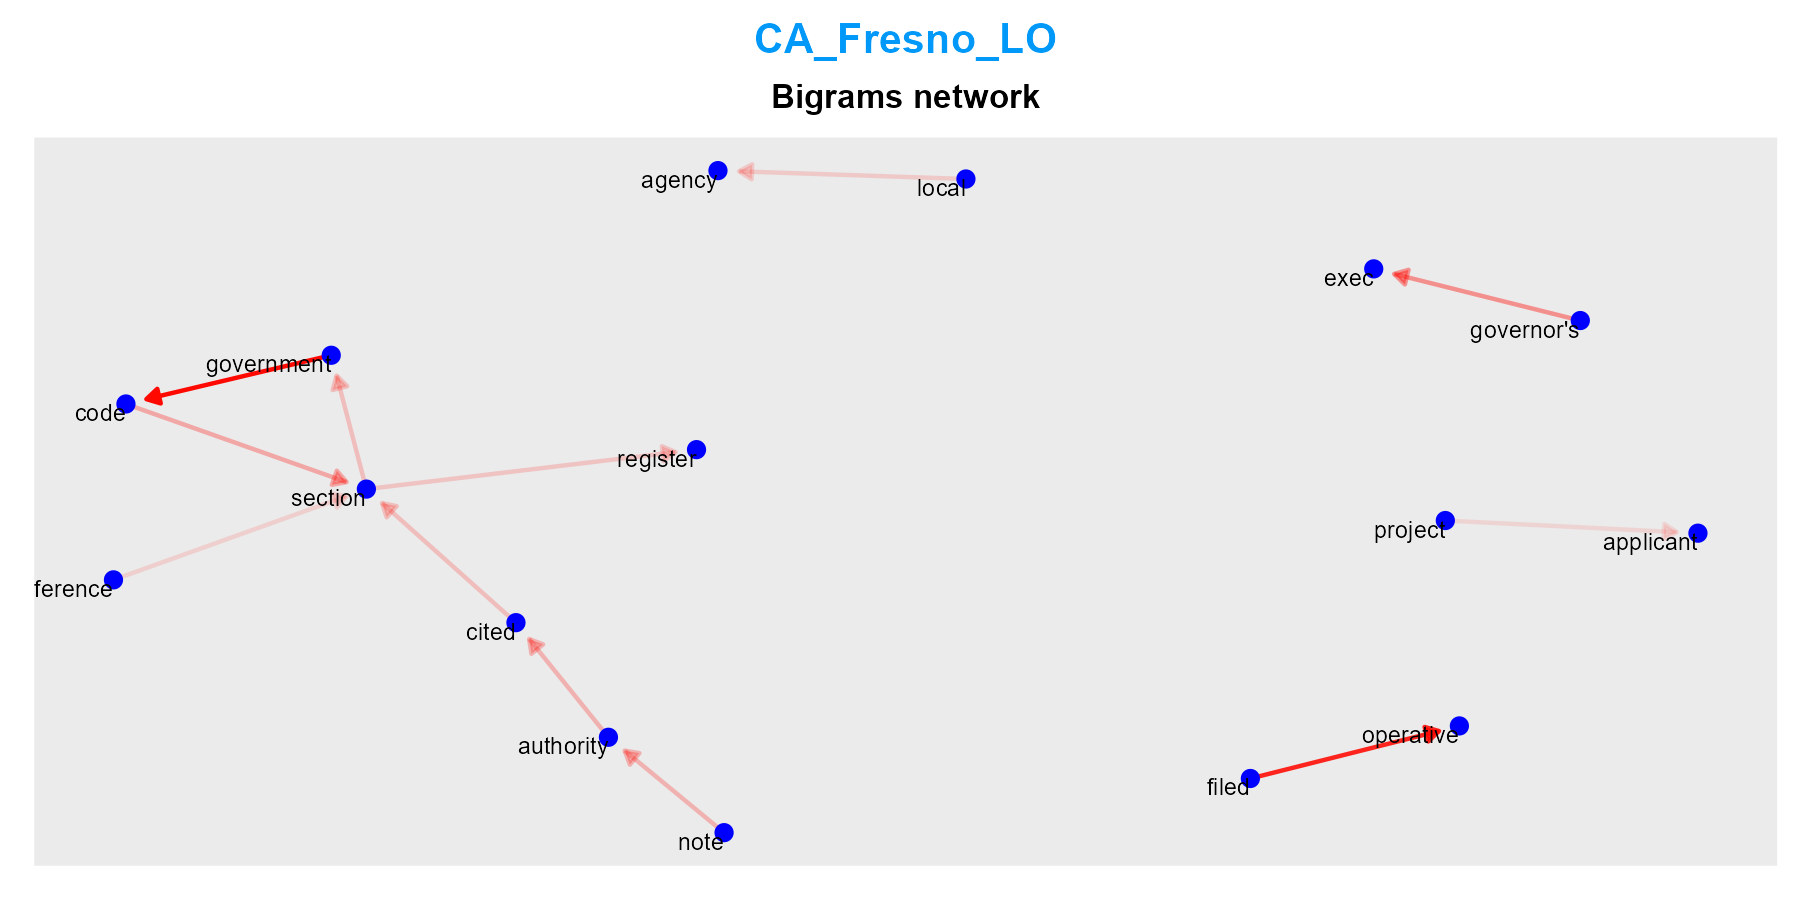 CA_Fresno_LO
Bigrams network
agency
local
exec
governor's
government
code
register
section
project
applicant
ference
cited
operative
authority
filed
note